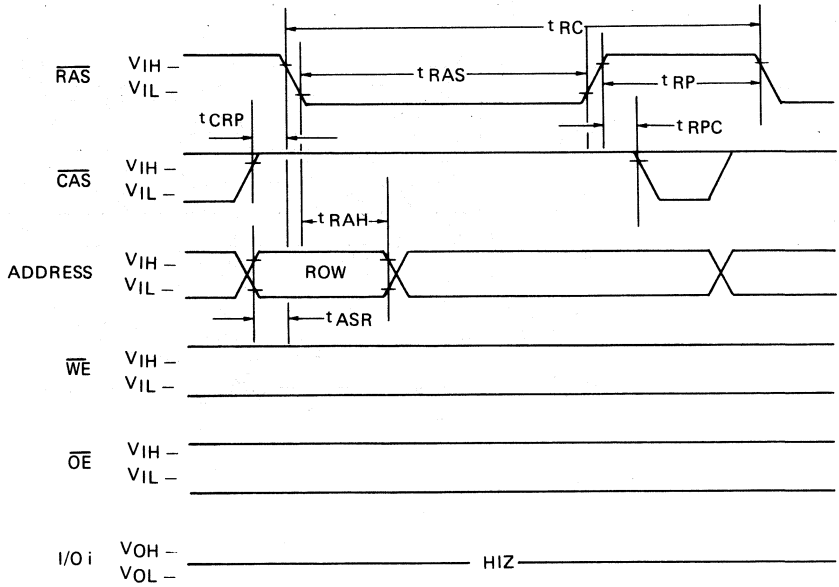 t RC
RAS VIH –
VIL –
t RAS
t RP
t CRP
t RPC
CAS VIH –
VIL –
t RAH
ADDRESS VIH –
VIL –
ROW
t ASR
WE VIH –
VIL –
OE VIH –
VIL –
I/O i VOH –
VOL –
HIZ